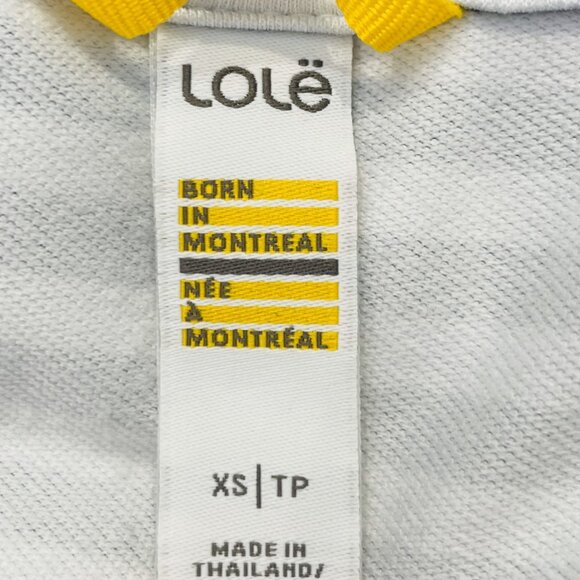 Lolë
BORN
IN
MONTREAL
NÉE
À
MONTRÉAL
XS | TP
MADE IN
THAILAND/